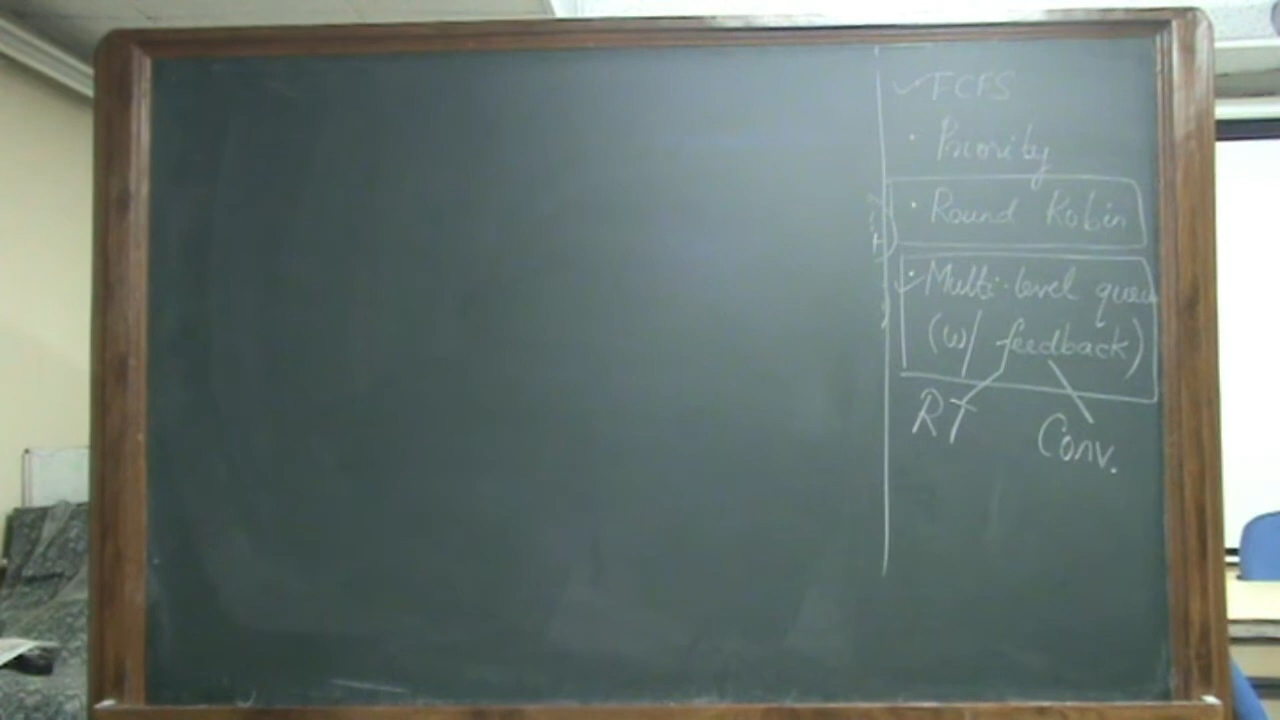 ✓ FCFS
· Priority
· Round Robin
· Multi-level queue
(w/ feedback)
RT
Conv.